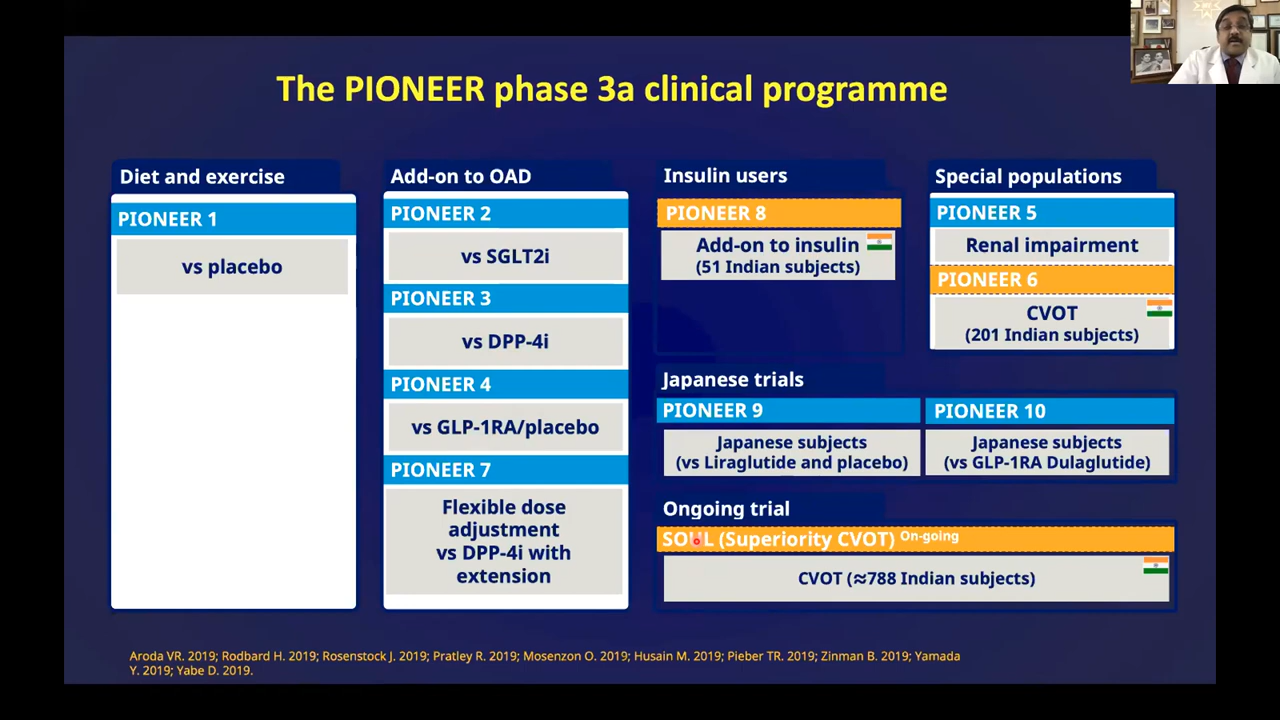 The PIONEER phase 3a clinical programme
Diet and exercise
PIONEER 1
vs placebo
Add-on to OAD
PIONEER 2
vs SGLT2i
PIONEER 3
vs DPP-4i
PIONEER 4
vs GLP-1RA/placebo
PIONEER 7
Flexible dose
adjustment
vs DPP-4i with
extension
Insulin users
PIONEER 8
Add-on to insulin
(51 Indian subjects)
Special populations
PIONEER 5
Renal impairment
PIONEER 6
CVOT
(201 Indian subjects)
Japanese trials
PIONEER 9
Japanese subjects
(vs Liraglutide and placebo)
PIONEER 10
Japanese subjects
(vs GLP-1RA Dulaglutide)
Ongoing trial
SOUL (Superiority CVOT) On-going
CVOT (≈788 Indian subjects)
Aroda VR. 2019; Rodbard H. 2019; Rosenstock J. 2019; Pratley R. 2019; Mosenzon O. 2019; Husain M. 2019; Pieber TR. 2019; Zinman B. 2019; Yamada
Y. 2019; Yabe D. 2019.